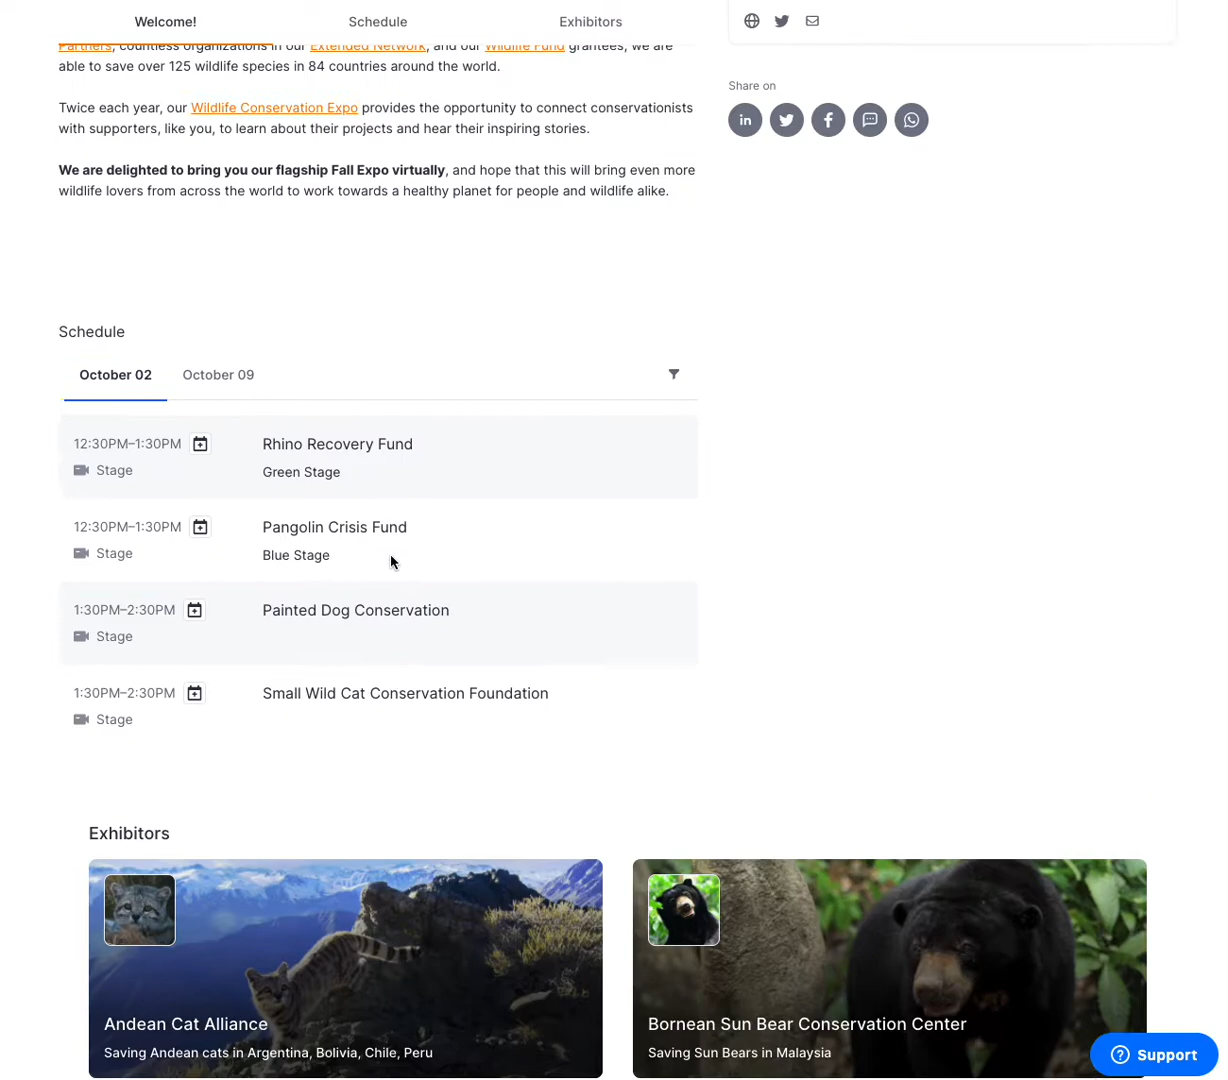 Welcome! Schedule Exhibitors
Partners, countless organizations in our Extended Network, and our Wildlife Fund grantees, we are
able to save over 125 wildlife species in 84 countries around the world.
Twice each year, our Wildlife Conservation Expo provides the opportunity to connect conservationists
with supporters, like you, to learn about their projects and hear their inspiring stories.
We are delighted to bring you our flagship Fall Expo virtually, and hope that this will bring even more
wildlife lovers from across the world to work towards a healthy planet for people and wildlife alike.
Share on
in
Schedule
October 02 October 09
12:30PM–1:30PM Rhino Recovery Fund
Stage Green Stage
12:30PM–1:30PM Pangolin Crisis Fund
Stage Blue Stage
1:30PM–2:30PM Painted Dog Conservation
Stage
1:30PM–2:30PM Small Wild Cat Conservation Foundation
Stage
Exhibitors
Andean Cat Alliance
Saving Andean cats in Argentina, Bolivia, Chile, Peru
Bornean Sun Bear Conservation Center
Saving Sun Bears in Malaysia
Support